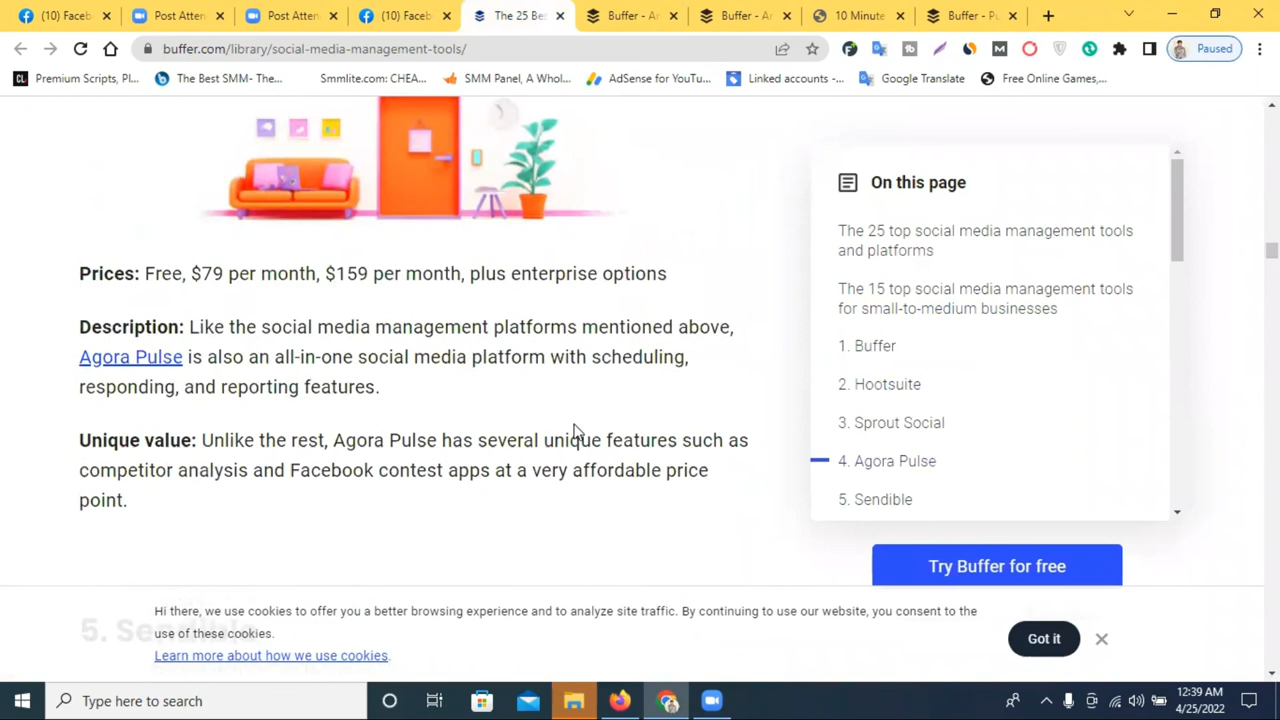 (10) Faceb
Post Atten
Post Atten
(10) Faceb
The 25 Be
Buffer - A
Buffer - Ar
10 Minute
Buffer - P
buffer.com/library/social-media-management-tools/
Paused
Premium Scripts, Pl...
The Best SMM- The...
Smmlite.com: CHEA...
SMM Panel, A Whol...
AdSense for YouTu...
Linked accounts -...
Google Translate
Free Online Games,...
On this page
The 25 top social media management tools
and platforms
The 15 top social media management tools
for small-to-medium businesses
1. Buffer
2. Hootsuite
3. Sprout Social
4. Agora Pulse
5. Sendible
Try Buffer for free
Prices: Free, $79 per month, $159 per month, plus enterprise options
Description: Like the social media management platforms mentioned above,
Agora Pulse is also an all-in-one social media platform with scheduling,
responding, and reporting features.
Unique value: Unlike the rest, Agora Pulse has several unique features such as
competitor analysis and Facebook contest apps at a very affordable price
point.
5. Sendible
Hi there, we use cookies to offer you a better browsing experience and to analyze site traffic. By continuing to use our website, you consent to the
use of these cookies.
Learn more about how we use cookies.
Got it
Type here to search
12:39 AM
4/25/2022